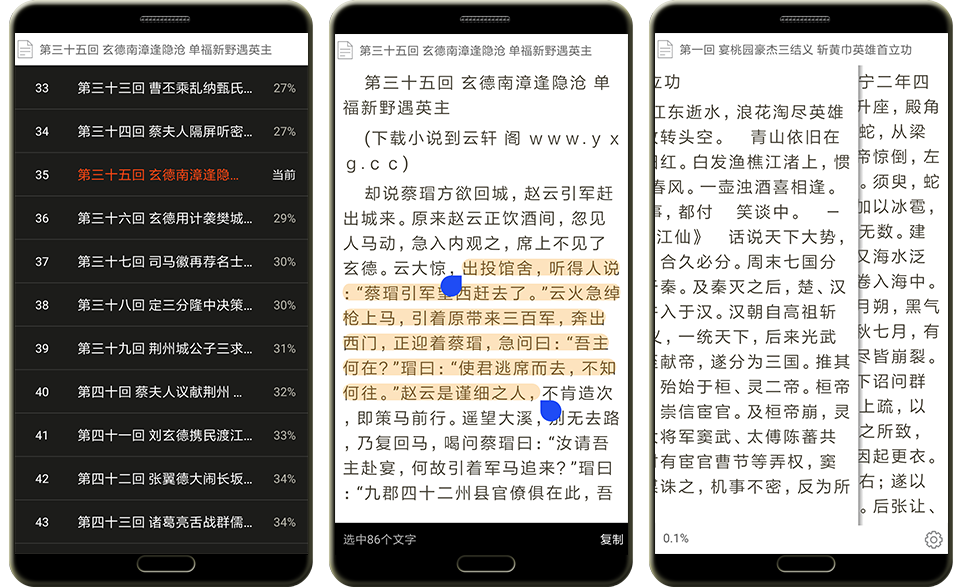 第三十五回 玄德南漳逢隐沧 单福新野遇英主
33 第三十三回 曹丕乘乱纳甄氏... 27%
34 第三十四回 蔡夫人隔屏听密... 27%
35 第三十五回 玄德南漳逢隐... 当前
36 第三十六回 玄德用计袭樊城... 29%
37 第三十七回 司马徽再荐名士... 30%
38 第三十八回 定三分隆中决策... 30%
39 第三十九回 荆州城公子三求... 31%
40 第四十回 蔡夫人议献荆州 ... 32%
41 第四十一回 刘玄德携民渡江... 33%
42 第四十二回 张翼德大闹长坂... 34%
43 第四十三回 诸葛亮舌战群儒... 34%
第三十五回 玄德南漳逢隐沧 单福新野遇英主
第三十五回 玄德南漳逢隐沧 单
福新野遇英主
(下载小说到云轩 阁 www.yx
g.cc)
却说蔡瑁方欲回城，赵云引军赶
出城来。原来赵云正饮酒间，忽见
人马动，急入内观之，席上不见了
玄德。云大惊，出投馆舍，听得人说
：“蔡瑁引军望西赶去了。”云火急绰
枪上马，引着原带来三百军，奔出
西门，正迎着蔡瑁，急问曰：“吾主
何在？”瑁曰：“使君逃席而去，不知
何往。”赵云是谨细之人，不肯造次
，即策马前行。遥望大溪，别无去路
，乃复回马，喝问蔡瑁曰：“汝请吾
主赴宴，何故引着军马追来？”瑁曰
：“九郡四十二州县官僚俱在此，吾
选中86个文字 复制
第一回 宴桃园豪杰三结义 斩黄巾英雄首立功
立功
江东逝水，浪花淘尽英雄
转头空。 青山依旧在
红。白发渔樵江渚上，惯
春风。一壶浊酒喜相逢。
事，都付 笑谈中。 —
江仙》 话说天下大势，
合久必分。周末七国分
秦。及秦灭之后，楚、汉
入于汉。汉朝自高祖斩
义，一统天下，后来光武
献帝，遂分为三国。推其
殆始于桓、灵二帝。桓帝
崇信宦官。及桓帝崩，灵
大将军窦武、太傅陈蕃共
有宦官曹节等弄权，窦
谋诛之，机事不密，反为所
宁二年四
升座，殿角
蛇，从梁
帝惊倒，左
。须臾，蛇
加以冰雹，
无数。建
又海水泛
卷入海中。
月朔，黑气
秋七月，有
尽皆崩裂。
下诏问群
上疏，以
之所致，
因起更衣。
右；遂以
。后张让、
0.1%